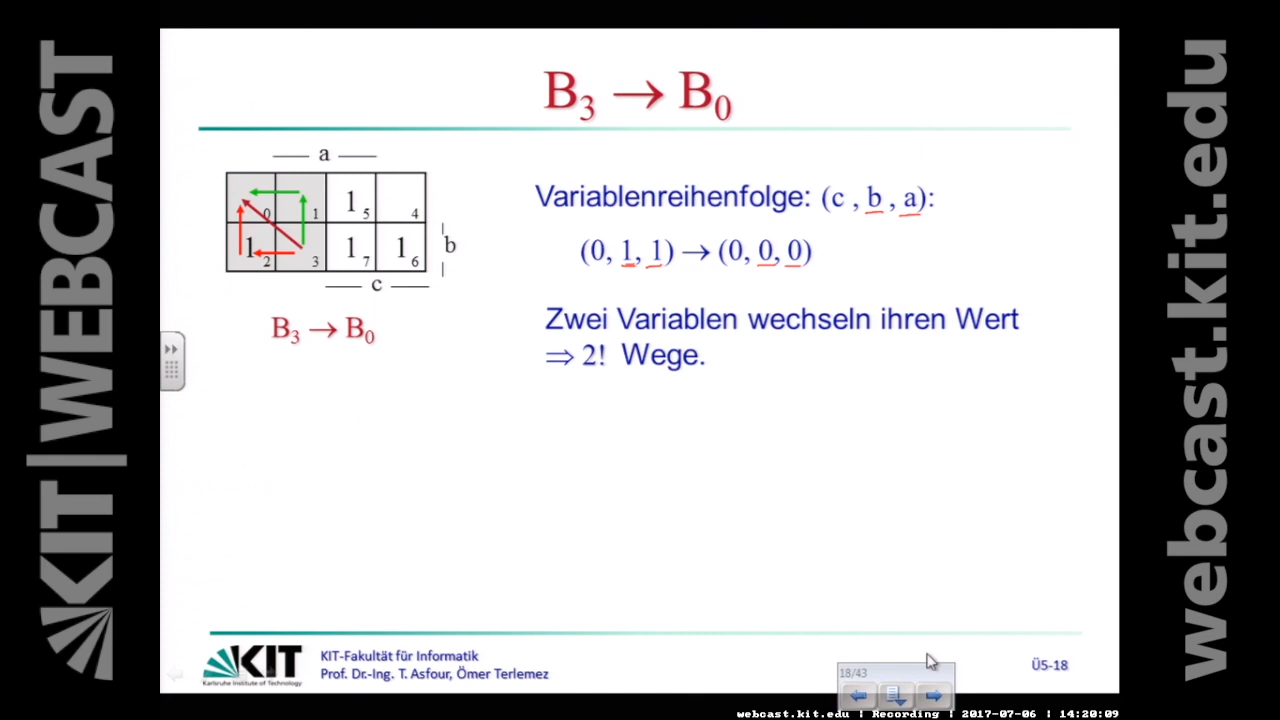 KIT|WEBCAST
B₃ → B₀
a
0 1 1 5 4
1 2 3 1 7 1 6
b
c
B₃ → B₀
Variablenreihenfolge: (c , b , a):
(0, 1, 1) → (0, 0, 0)
Zwei Variablen wechseln ihren Wert
⇒ 2! Wege.
KIT
Karlsruhe Institute of Technology
KIT-Fakultät für Informatik
Prof. Dr.-Ing. T. Asfour, Ömer Terlemez
18/43
Ü5-18
webcast.kit.edu
webcast.kit.edu | Recording | 2017-07-06 | 14:20:09